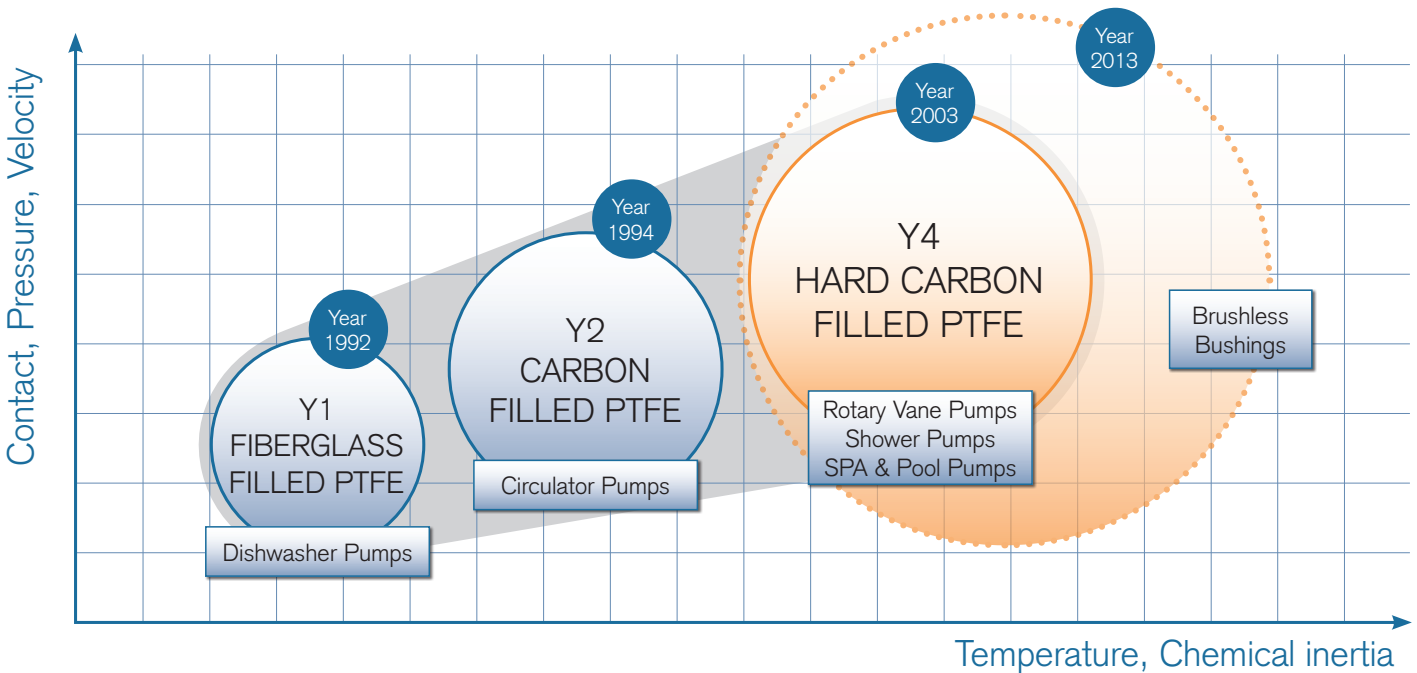 Contact, Pressure, Velocity
Year
1992
Y1
FIBERGLASS
FILLED PTFE
Dishwasher Pumps
Year
1994
Y2
CARBON
FILLED PTFE
Circulator Pumps
Year
2003
Y4
HARD CARBON
FILLED PTFE
Rotary Vane Pumps
Shower Pumps
SPA & Pool Pumps
Year
2013
Brushless
Bushings
Temperature, Chemical inertia